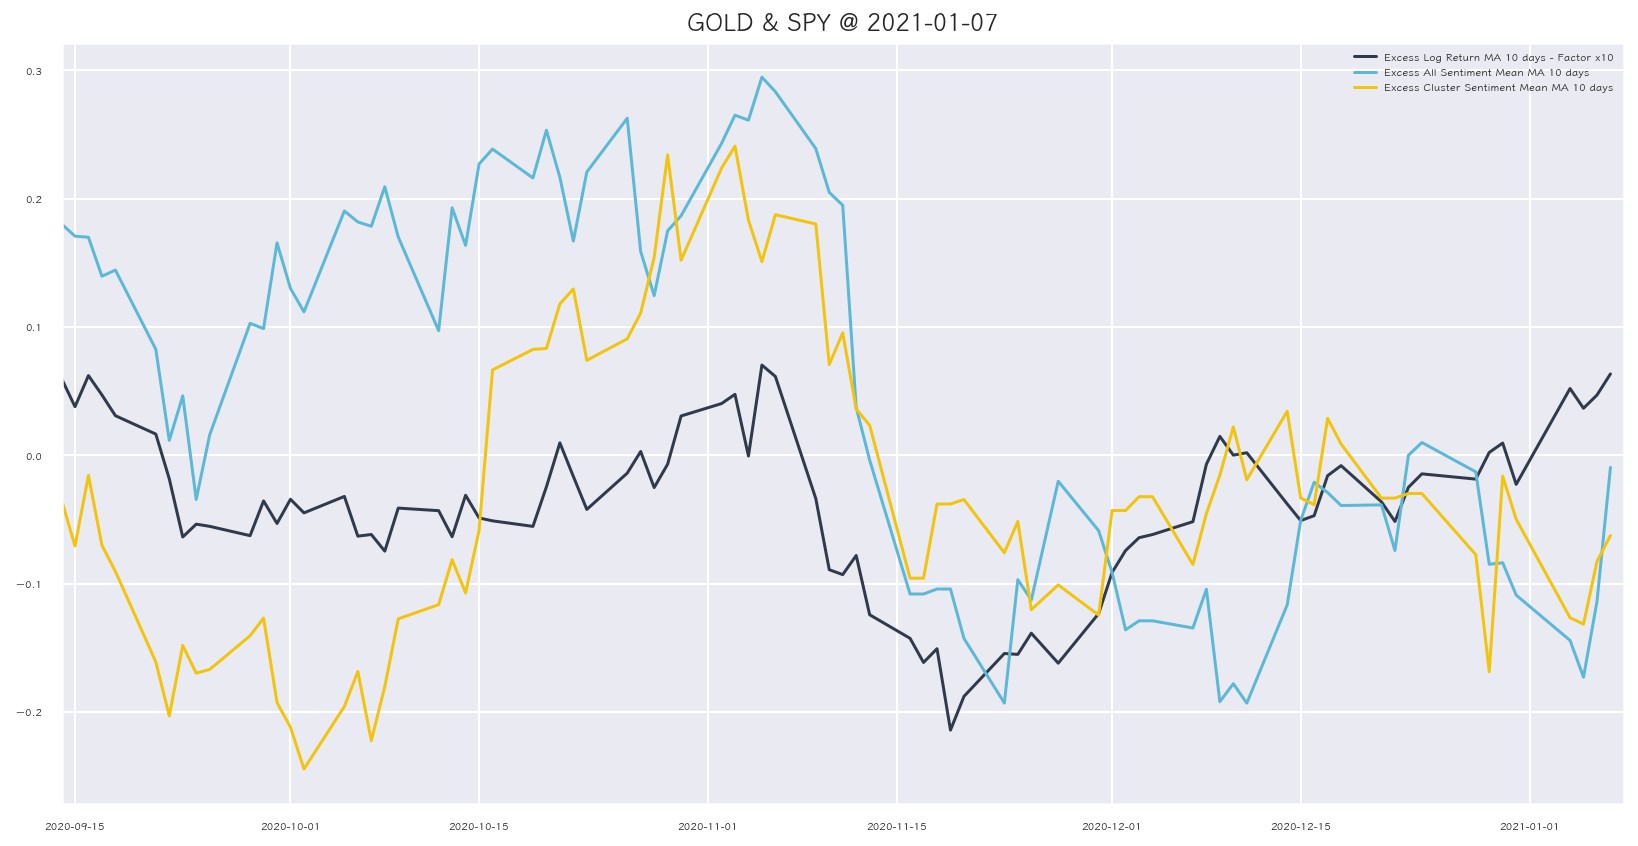 GOLD & SPY @ 2021-01-07
Excess Log Return MA 10 days - Factor x10
Excess All Sentiment Mean MA 10 days
Excess Cluster Sentiment Mean MA 10 days
0.3
0.2
0.1
0.0
−0.1
−0.2
2020-09-15 2020-10-01 2020-10-15 2020-11-01 2020-11-15 2020-12-01 2020-12-15 2021-01-01